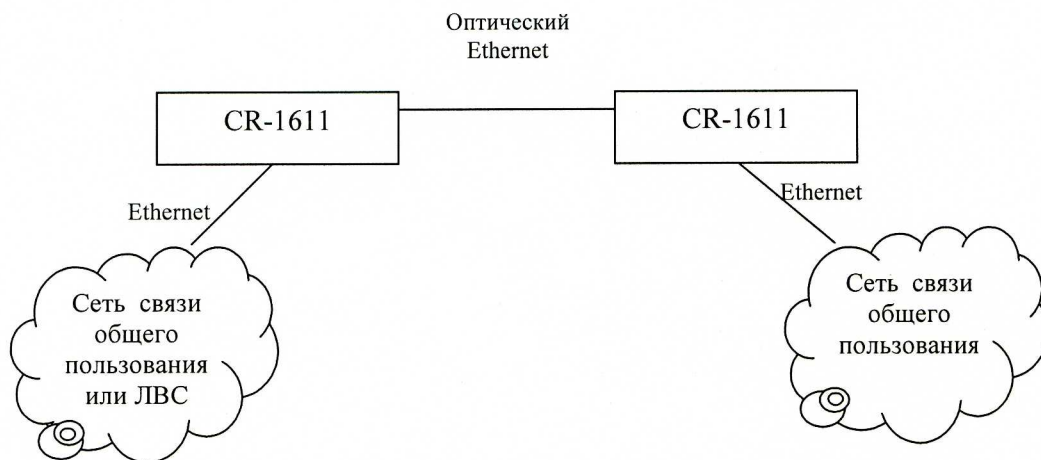 Оптический
Ethernet
CR-1611
CR-1611
Ethernet
Ethernet
Сеть связи
общего
пользования
или ЛВС
Сеть связи
общего
пользования